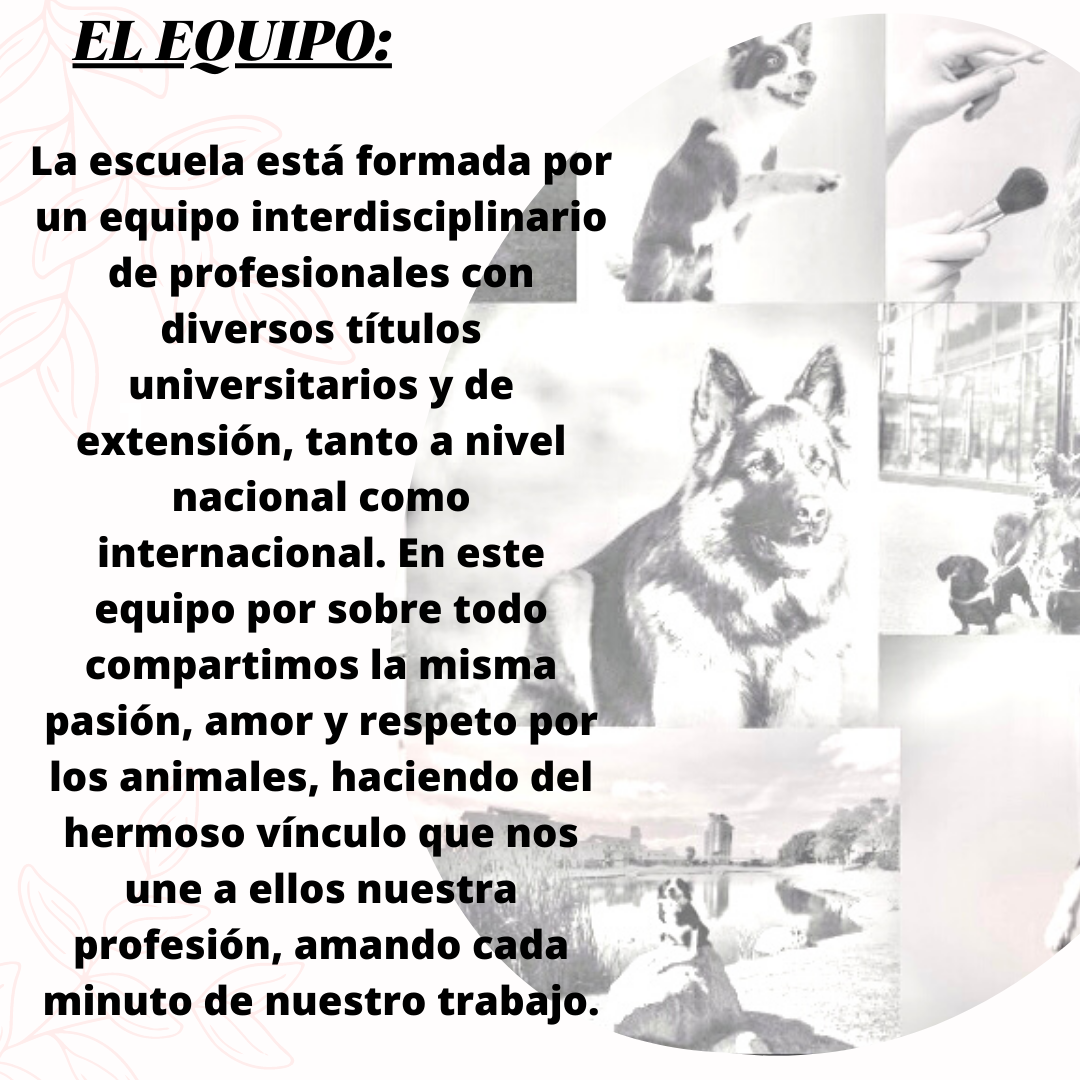 EL EQUIPO:
La escuela está formada por
un equipo interdisciplinario
de profesionales con
diversos títulos
universitarios y de
extensión, tanto a nivel
nacional como
internacional. En este
equipo por sobre todo
compartimos la misma
pasión, amor y respeto por
los animales, haciendo del
hermoso vínculo que nos
une a ellos nuestra
profesión, amando cada
minuto de nuestro trabajo.